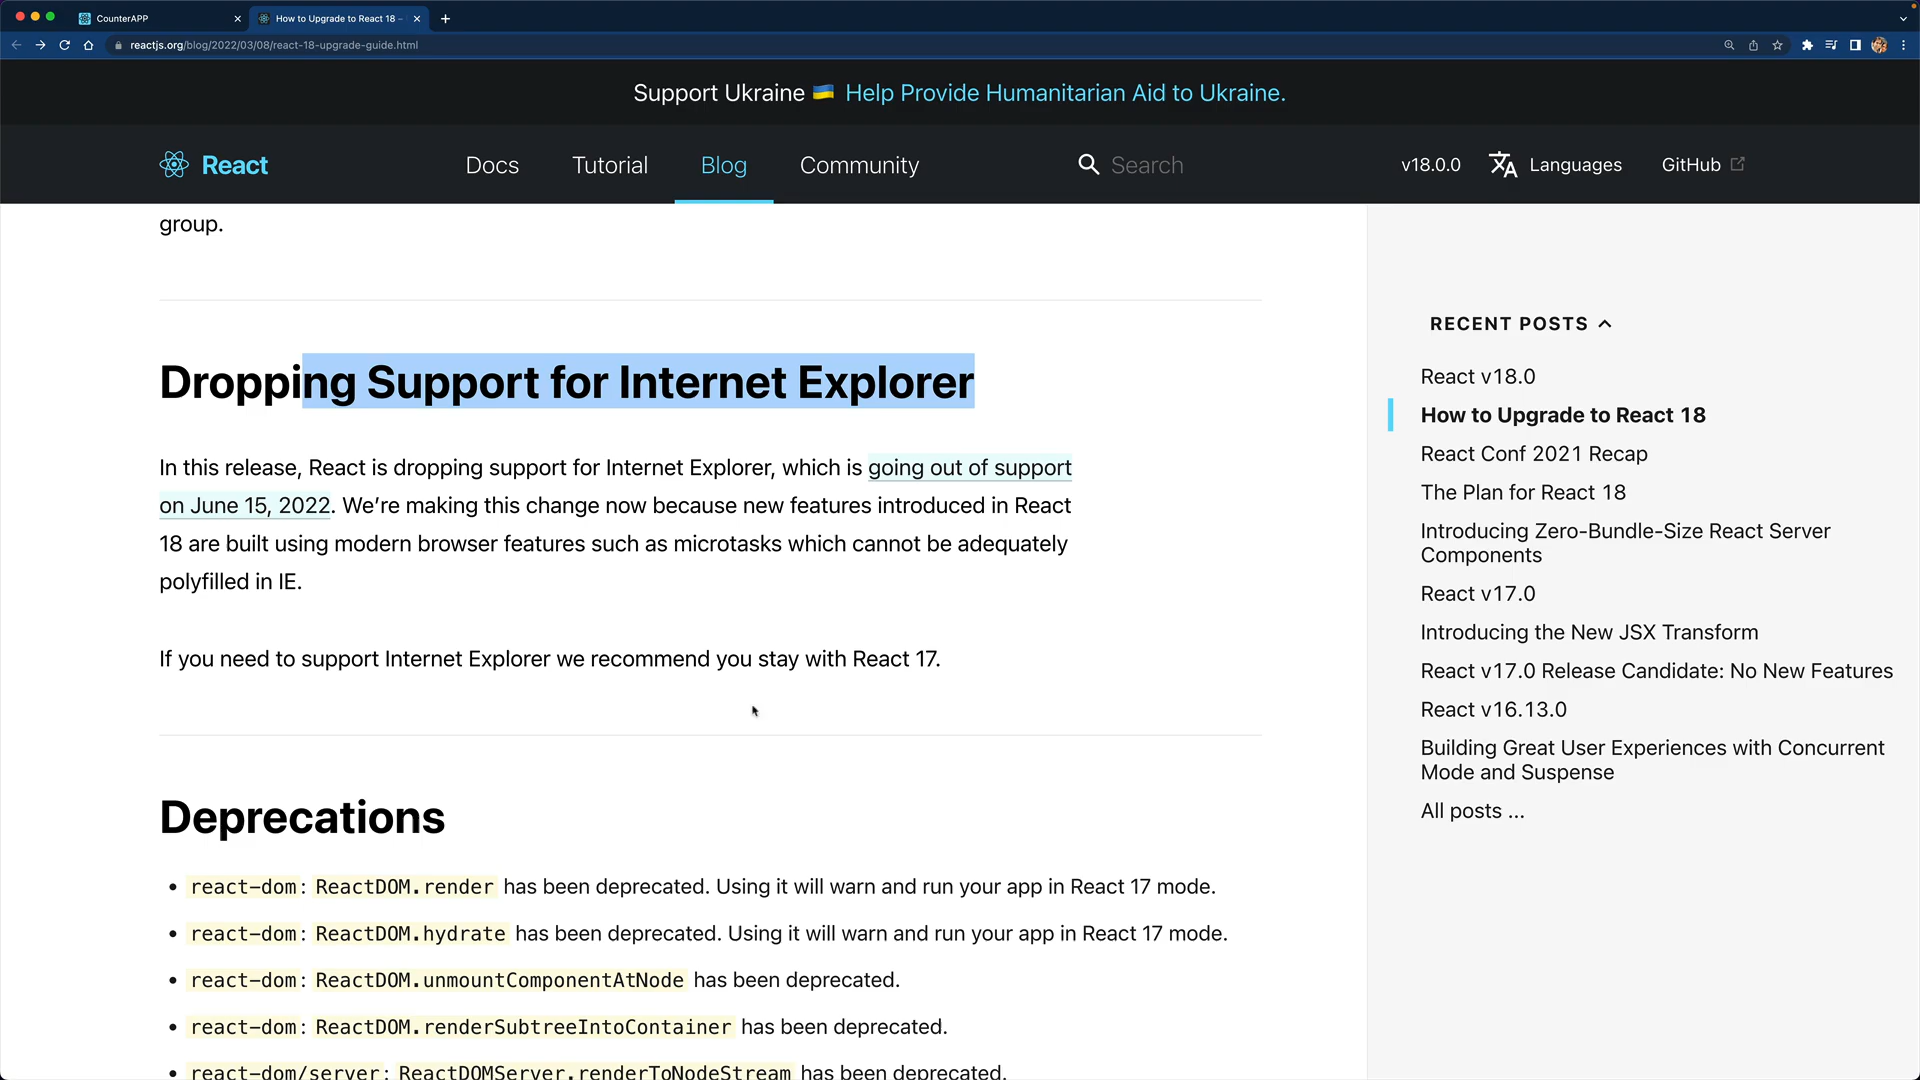 CounterAPP
How to Upgrade to React 18 –
reactjs.org/blog/2022/03/08/react-18-upgrade-guide.html
Support Ukraine 🇺🇦 Help Provide Humanitarian Aid to Ukraine.
React
Docs
Tutorial
Blog
Community
Search
v18.0.0
Languages
GitHub
group.
Dropping Support for Internet Explorer
In this release, React is dropping support for Internet Explorer, which is going out of support
on June 15, 2022. We’re making this change now because new features introduced in React
18 are built using modern browser features such as microtasks which cannot be adequately
polyfilled in IE.
If you need to support Internet Explorer we recommend you stay with React 17.
Deprecations
• react-dom: ReactDOM.render has been deprecated. Using it will warn and run your app in React 17 mode.
• react-dom: ReactDOM.hydrate has been deprecated. Using it will warn and run your app in React 17 mode.
• react-dom: ReactDOM.unmountComponentAtNode has been deprecated.
• react-dom: ReactDOM.renderSubtreeIntoContainer has been deprecated.
• react-dom/server: ReactDOMServer.renderToNodeStream has been deprecated.
RECENT POSTS
React v18.0
How to Upgrade to React 18
React Conf 2021 Recap
The Plan for React 18
Introducing Zero-Bundle-Size React Server
Components
React v17.0
Introducing the New JSX Transform
React v17.0 Release Candidate: No New Features
React v16.13.0
Building Great User Experiences with Concurrent
Mode and Suspense
All posts ...